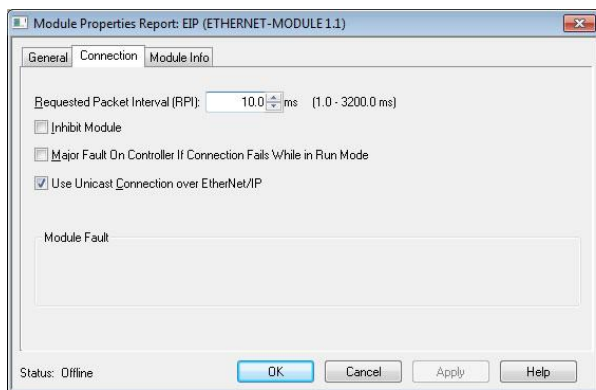 Module Properties Report: EIP (ETHERNET-MODULE 1.1)
General Connection Module Info
Requested Packet Interval (RPI): 10.0 ms (1.0 - 3200.0 ms)
Inhibit Module
Major Fault On Controller If Connection Fails While in Run Mode
Use Unicast Connection over EtherNet/IP
Module Fault
Status: Offline OK Cancel Apply Help